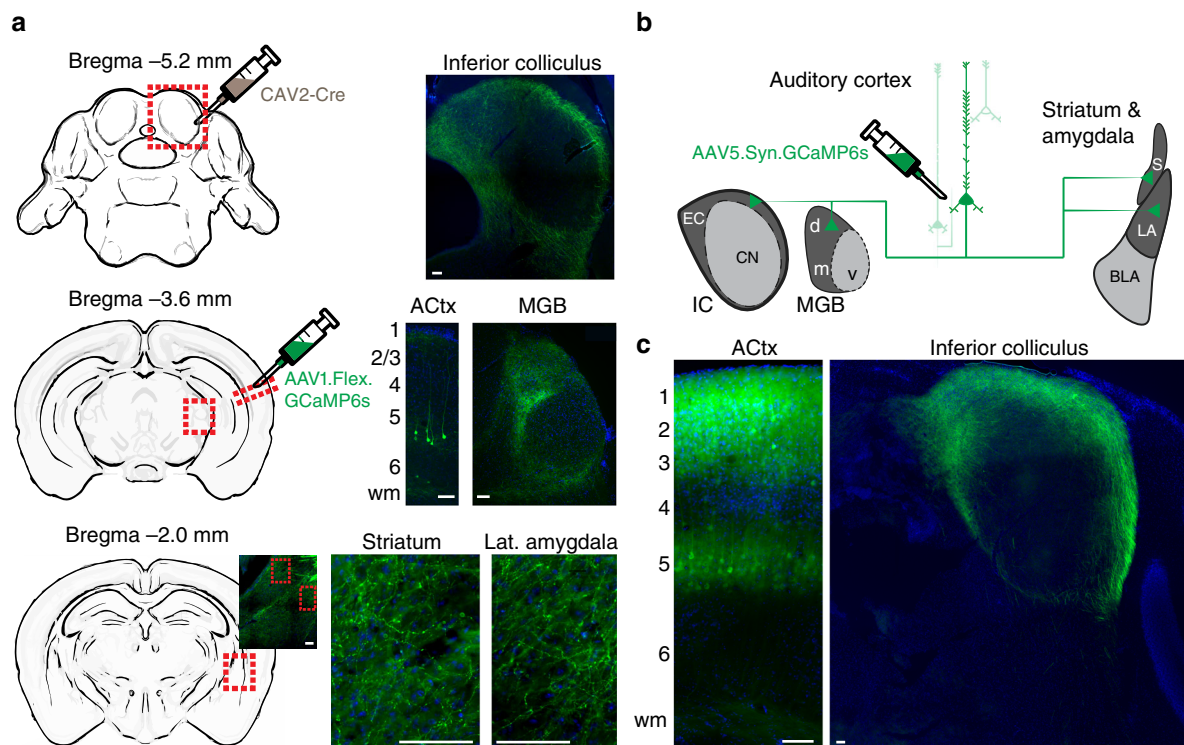 a
Bregma –5.2 mm
CAV2-Cre
Inferior colliculus
Bregma –3.6 mm
AAV1.Flex.
GCaMP6s
ACtx
MGB
1
2/3
4
5
6
wm
Bregma –2.0 mm
Striatum
Lat. amygdala
b
Auditory cortex
Striatum &
amygdala
AAV5.Syn.GCaMP6s
EC
CN
IC
d
m
v
MGB
S
LA
BLA
c
ACtx
Inferior colliculus
1
2
3
4
5
6
wm